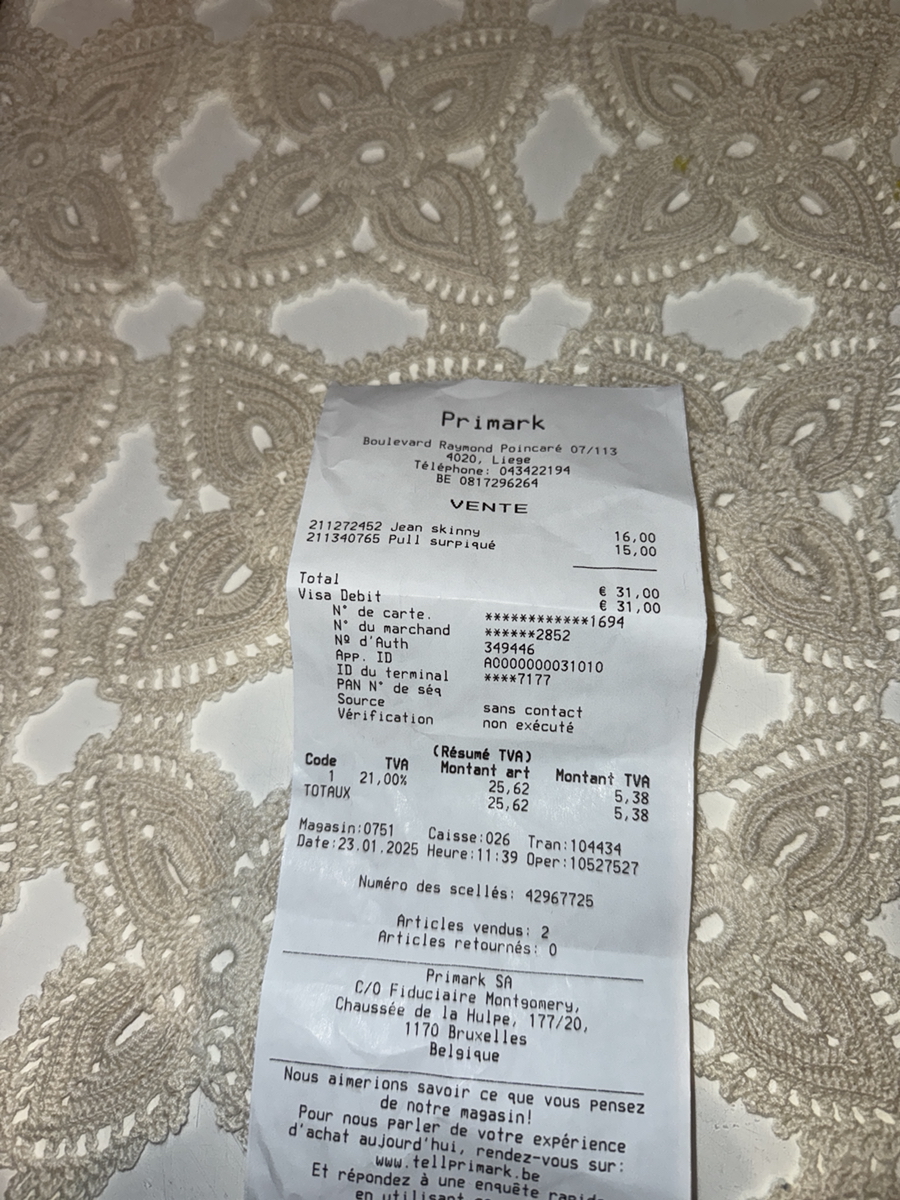 Primark
Boulevard Raymond Poincaré 07/113
4020, Liege
Téléphone: 043422194
BE 0817296264
VENTE
211272452 Jean skinny 16,00
211340765 Pull surpiqué 15,00
Total € 31,00
Visa Debit € 31,00
N° de carte. ************1694
N° du marchand ******2852
Nº d'Auth 349446
App. ID A0000000031010
ID du terminal ****7177
PAN N° de séq
Source sans contact
Vérification non exécuté
(Résumé TVA)
Code TVA Montant art Montant TVA
1 21,00% 25,62 5,38
TOTAUX 25,62 5,38
Magasin:0751 Caisse:026 Tran:104434
Date:23.01.2025 Heure:11:39 Oper:10527527
Numéro des scellés: 42967725
Articles vendus: 2
Articles retournés: 0
Primark SA
C/O Fiduciaire Montgomery,
Chaussée de la Hulpe, 177/20,
1170 Bruxelles
Belgique
Nous aimerions savoir ce que vous pensez
de notre magasin!
Pour nous parler de votre expérience
d'achat aujourd'hui, rendez-vous sur:
www.tellprimark.be
Et répondez à une enquête
en utilisant